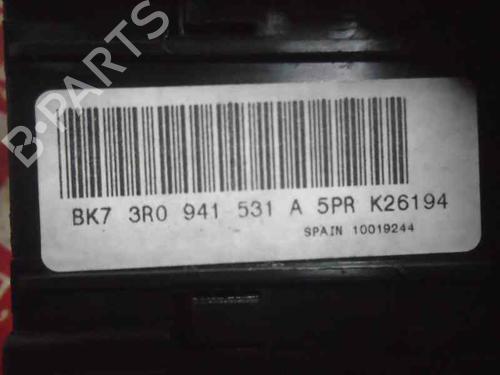 B-PARTS
BK7 3R0 941 531 A 5PR K26194
SPAIN 10019244